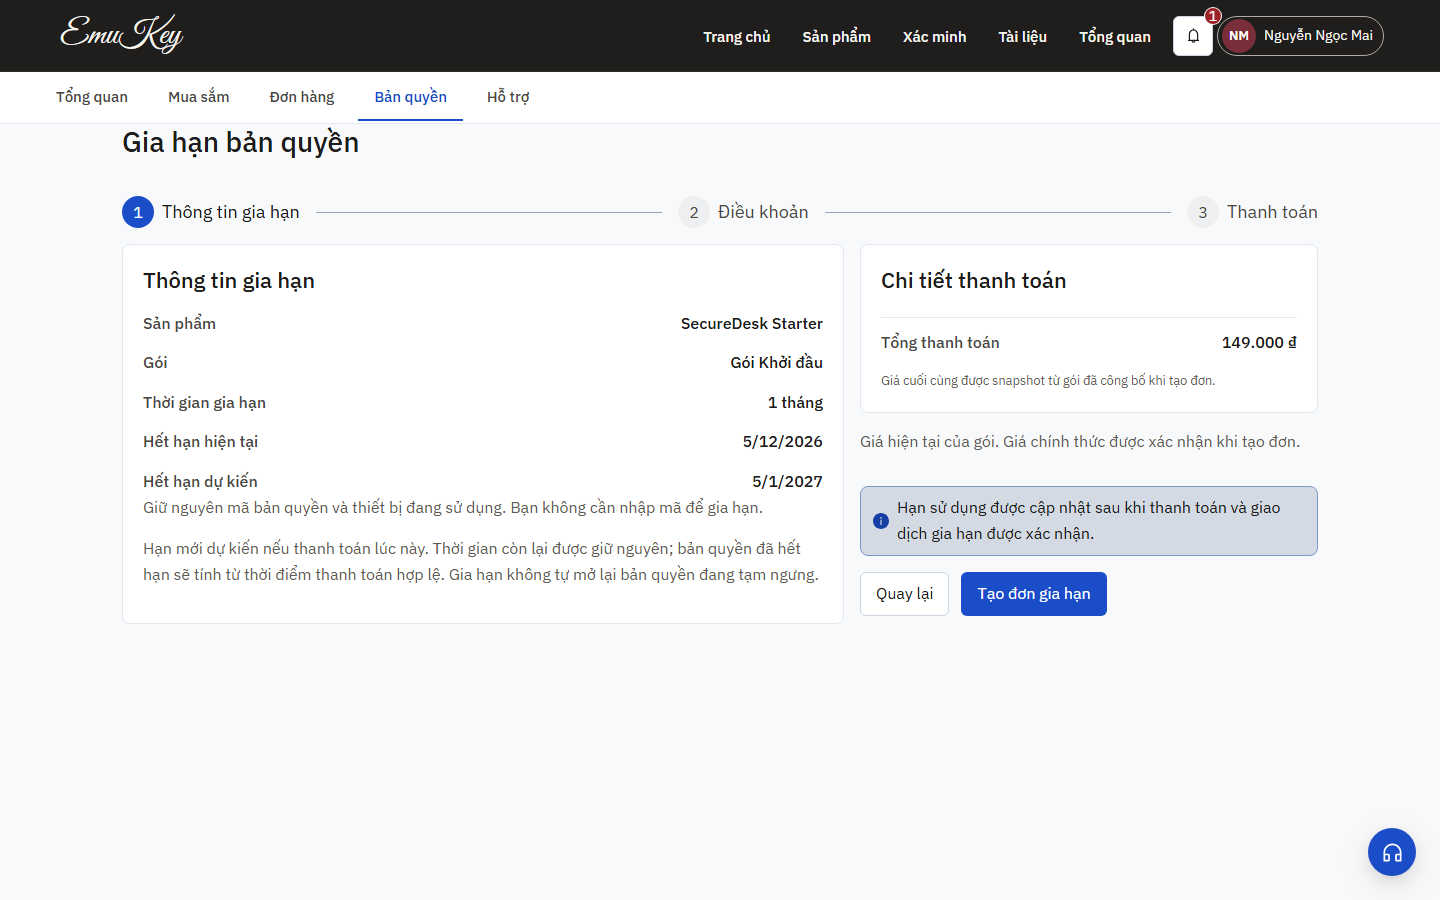 EmuKey
Trang chủ
Sản phẩm
Xác minh
Tài liệu
Tổng quan
1
NM
Nguyễn Ngọc Mai
Tổng quan
Mua sắm
Đơn hàng
Bản quyền
Hỗ trợ
Gia hạn bản quyền
1 Thông tin gia hạn
2 Điều khoản
3 Thanh toán
Thông tin gia hạn
Sản phẩm SecureDesk Starter
Gói Gói Khởi đầu
Thời gian gia hạn 1 tháng
Hết hạn hiện tại 5/12/2026
Hết hạn dự kiến 5/1/2027
Giữ nguyên mã bản quyền và thiết bị đang sử dụng. Bạn không cần nhập mã để gia hạn.
Hạn mới dự kiến nếu thanh toán lúc này. Thời gian còn lại được giữ nguyên; bản quyền đã hết
hạn sẽ tính từ thời điểm thanh toán hợp lệ. Gia hạn không tự mở lại bản quyền đang tạm ngưng.
Chi tiết thanh toán
Tổng thanh toán 149.000 ₫
Giá cuối cùng được snapshot từ gói đã công bố khi tạo đơn.
Giá hiện tại của gói. Giá chính thức được xác nhận khi tạo đơn.
Hạn sử dụng được cập nhật sau khi thanh toán và giao
dịch gia hạn được xác nhận.
Quay lại
Tạo đơn gia hạn